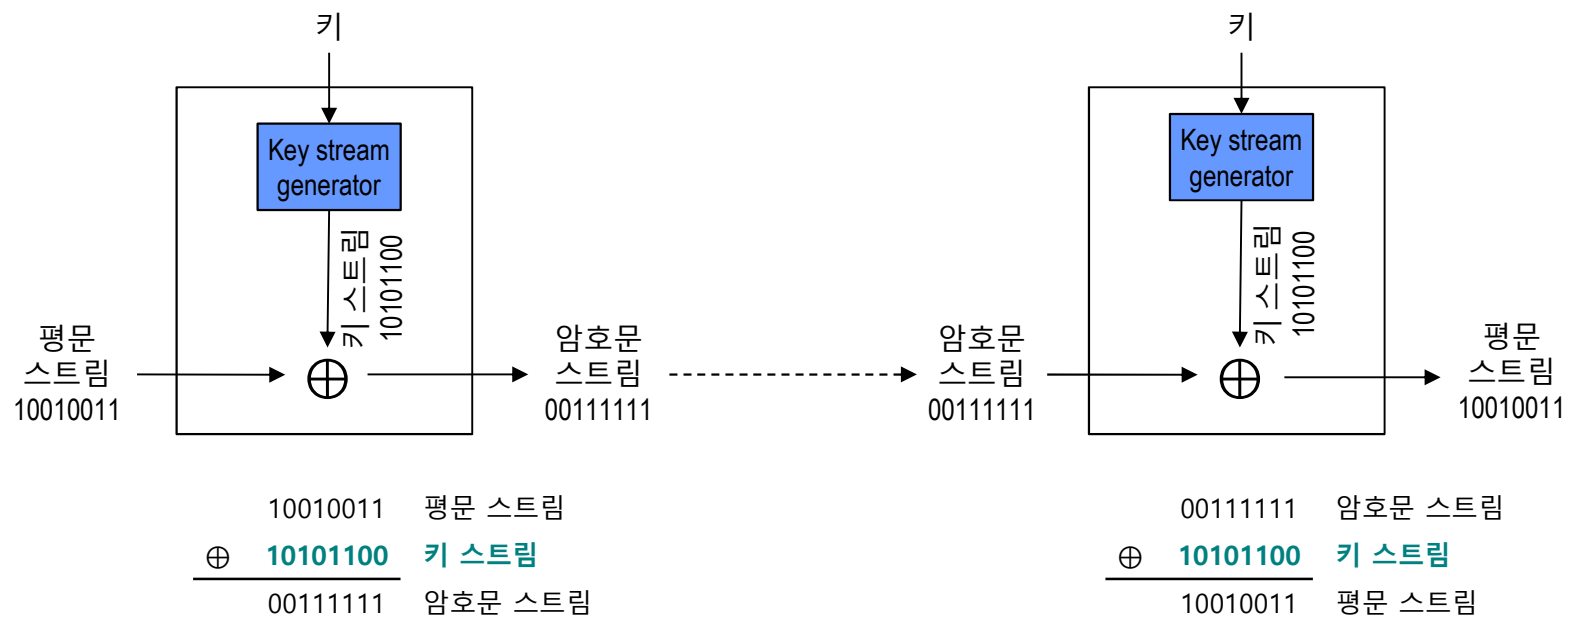 키
Key stream
generator
키 스트림
10101100
평문
스트림
10010011
암호문
스트림
00111111
키
Key stream
generator
키 스트림
10101100
암호문
스트림
00111111
평문
스트림
10010011
10010011 평문 스트림
⊕ 10101100 키 스트림
00111111 암호문 스트림
00111111 암호문 스트림
⊕ 10101100 키 스트림
10010011 평문 스트림